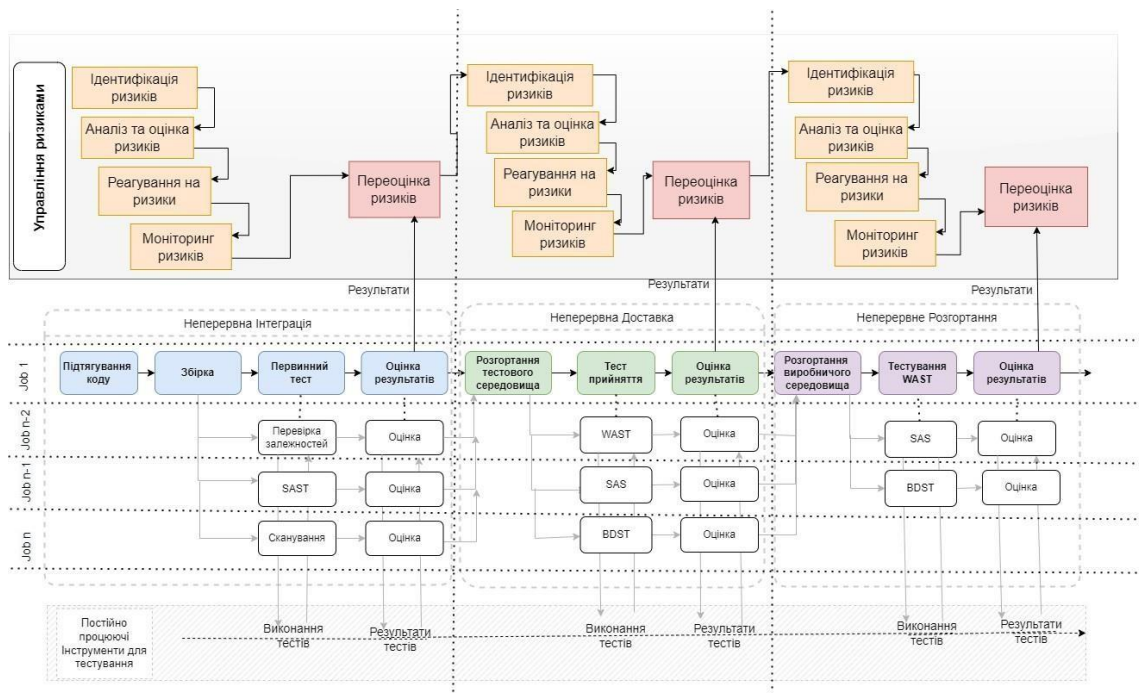 Управління ризиками
Ідентифікація
ризиків
Аналіз та оцінка
ризиків
Реагування на
ризики
Моніторинг
ризиків
Переоцінка
ризиків
Ідентифікація
ризиків
Аналіз та оцінка
ризиків
Реагування на
ризики
Моніторинг
ризиків
Переоцінка
ризиків
Ідентифікація
ризиків
Аналіз та оцінка
ризиків
Реагування на
ризики
Моніторинг
ризиків
Переоцінка
ризиків
Результати
Результати
Результати
Неперервна Інтеграція
Неперервна Доставка
Неперервне Розгортання
Job 1
Підтягування
коду
Збірка
Первинний
тест
Оцінка
результатів
Розгортання
тестового
середовища
Тест
прийняття
Оцінка
результатів
Розгортання
виробничого
середовища
Тестування
WAST
Оцінка
результатів
Job n-2
Перевірка
залежностей
Оцінка
WAST
Оцінка
SAS
Оцінка
Job n-1
SAST
Оцінка
SAS
Оцінка
BDST
Оцінка
Job n
Сканування
Оцінка
BDST
Оцінка
Постійно
процюючі
Інструменти для
тестування
Виконання
тестів
Результати
тестів
Виконання
тестів
Результати
тестів
Виконання
тестів
Результати
тестів